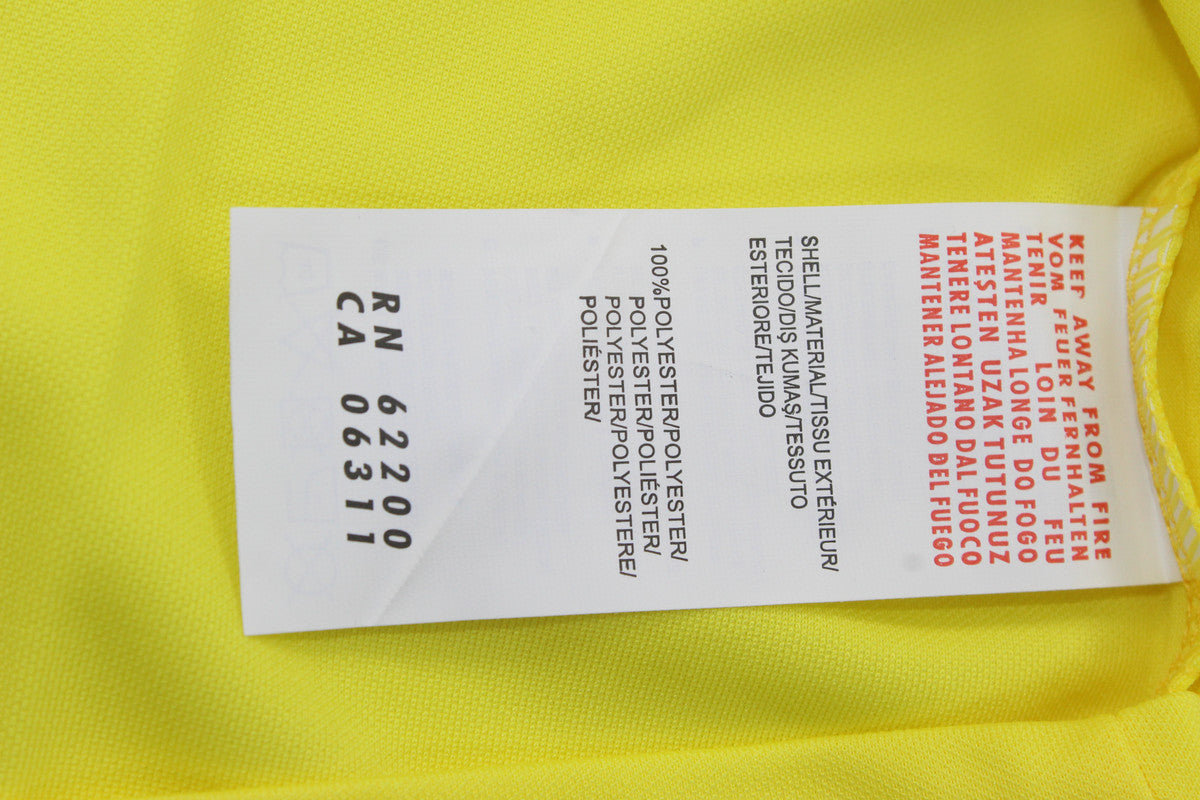 KEEP AWAY FROM FIRE
VOM FEUER FERNHALTEN
TENIR LOIN DU FEU
MANTENHA LONGE DO FOGO
ATEŞTEN UZAK TUTUNUZ
TENERE LONTANO DAL FUOCO
MANTENER ALEJADO DEL FUEGO
SHELL/MATERIAL/TISSU EXTÉRIEUR/
TECIDO/DIŞ KUMAŞ/TESSUTO
ESTERIORE/TEJIDO
100%POLYESTER/POLYESTER/
POLYESTER/POLIÉSTER/
POLYESTER/POLYESTERE/
POLIÉSTER/
RN 62200
CA 06311